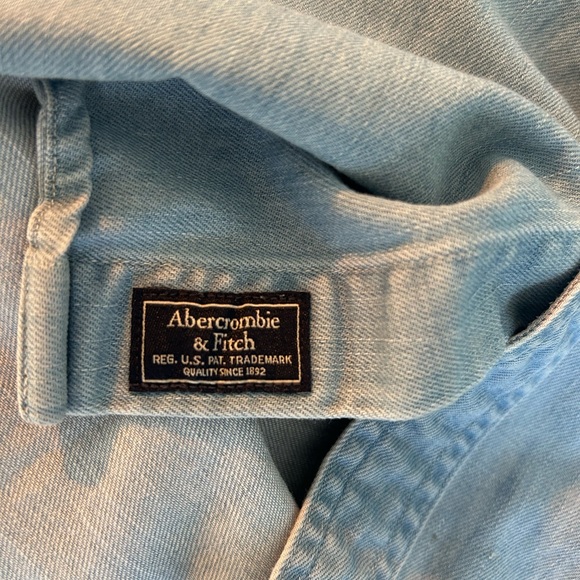 Abercrombie
& Fitch
REG. U.S. PAT. TRADEMARK
QUALITY SINCE 1892